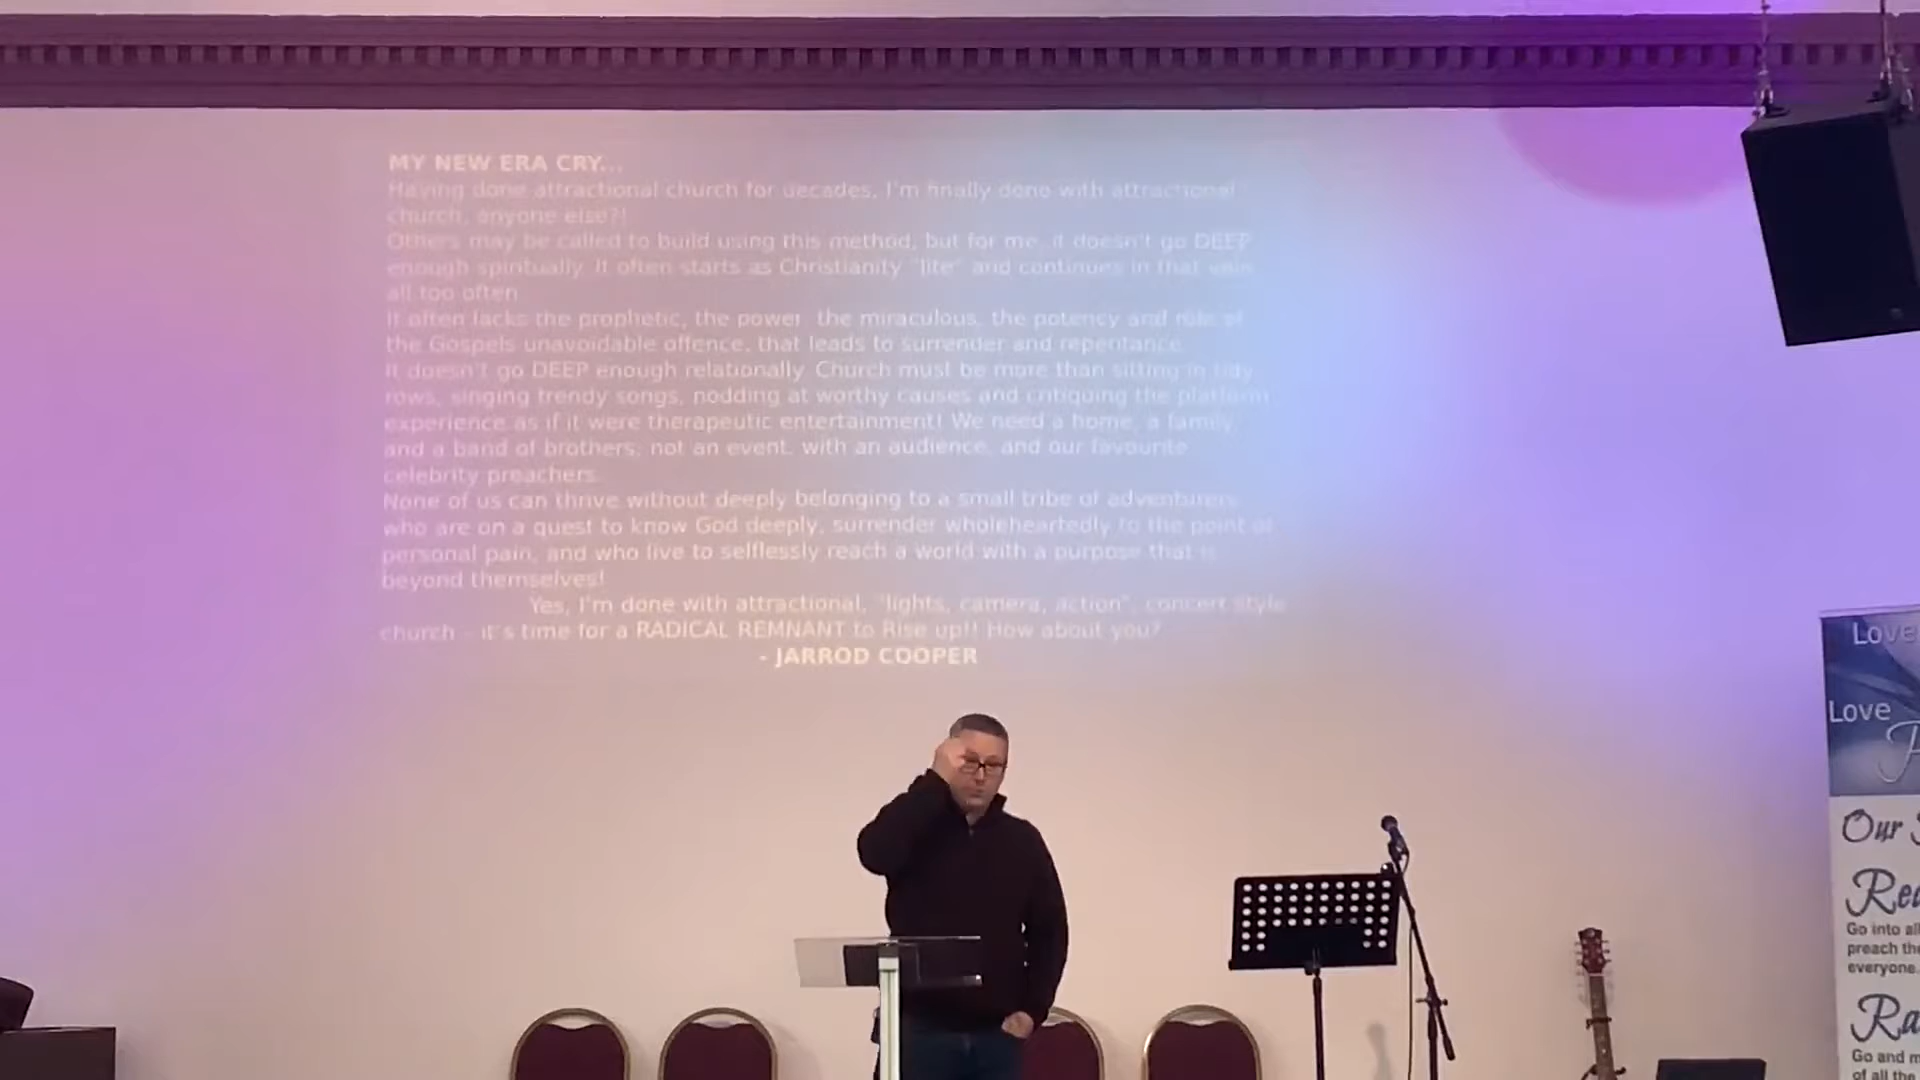 MY NEW ERA CRY...
Having done attractional church for decades, I'm finally done with attractional
church, anyone else?!
Others may be called to build using this method, but for me, it doesn't go DEEP
enough spiritually. It often starts as Christianity "lite" and continues in that vein
all too often
It often lacks the prophetic, the power the miraculous, the potency and role of
the Gospels unavoidable offence, that leads to surrender and repentance
It doesn't go DEEP enough relationally. Church must be more than sitting in tidy
rows, singing trendy songs, nodding at worthy causes and critiquing the platform
experience as if it were therapeutic entertainment! We need a home, a family,
and a band of brothers; not an event, with an audience, and our favourite
celebrity preachers.
None of us can thrive without deeply belonging to a small tribe of adventurers
who are on a quest to know God deeply, surrender wholeheartedly to the point of
personal pain, and who live to selflessly reach a world with a purpose that is
beyond themselves!
Yes, I'm done with attractional, "lights, camera, action", concert style
church - it's time for a RADICAL REMNANT to Rise up!! How about you?
- JARROD COOPER
Love
Love
Our
Go into all
preach the
everyone.
Go and m
of all the